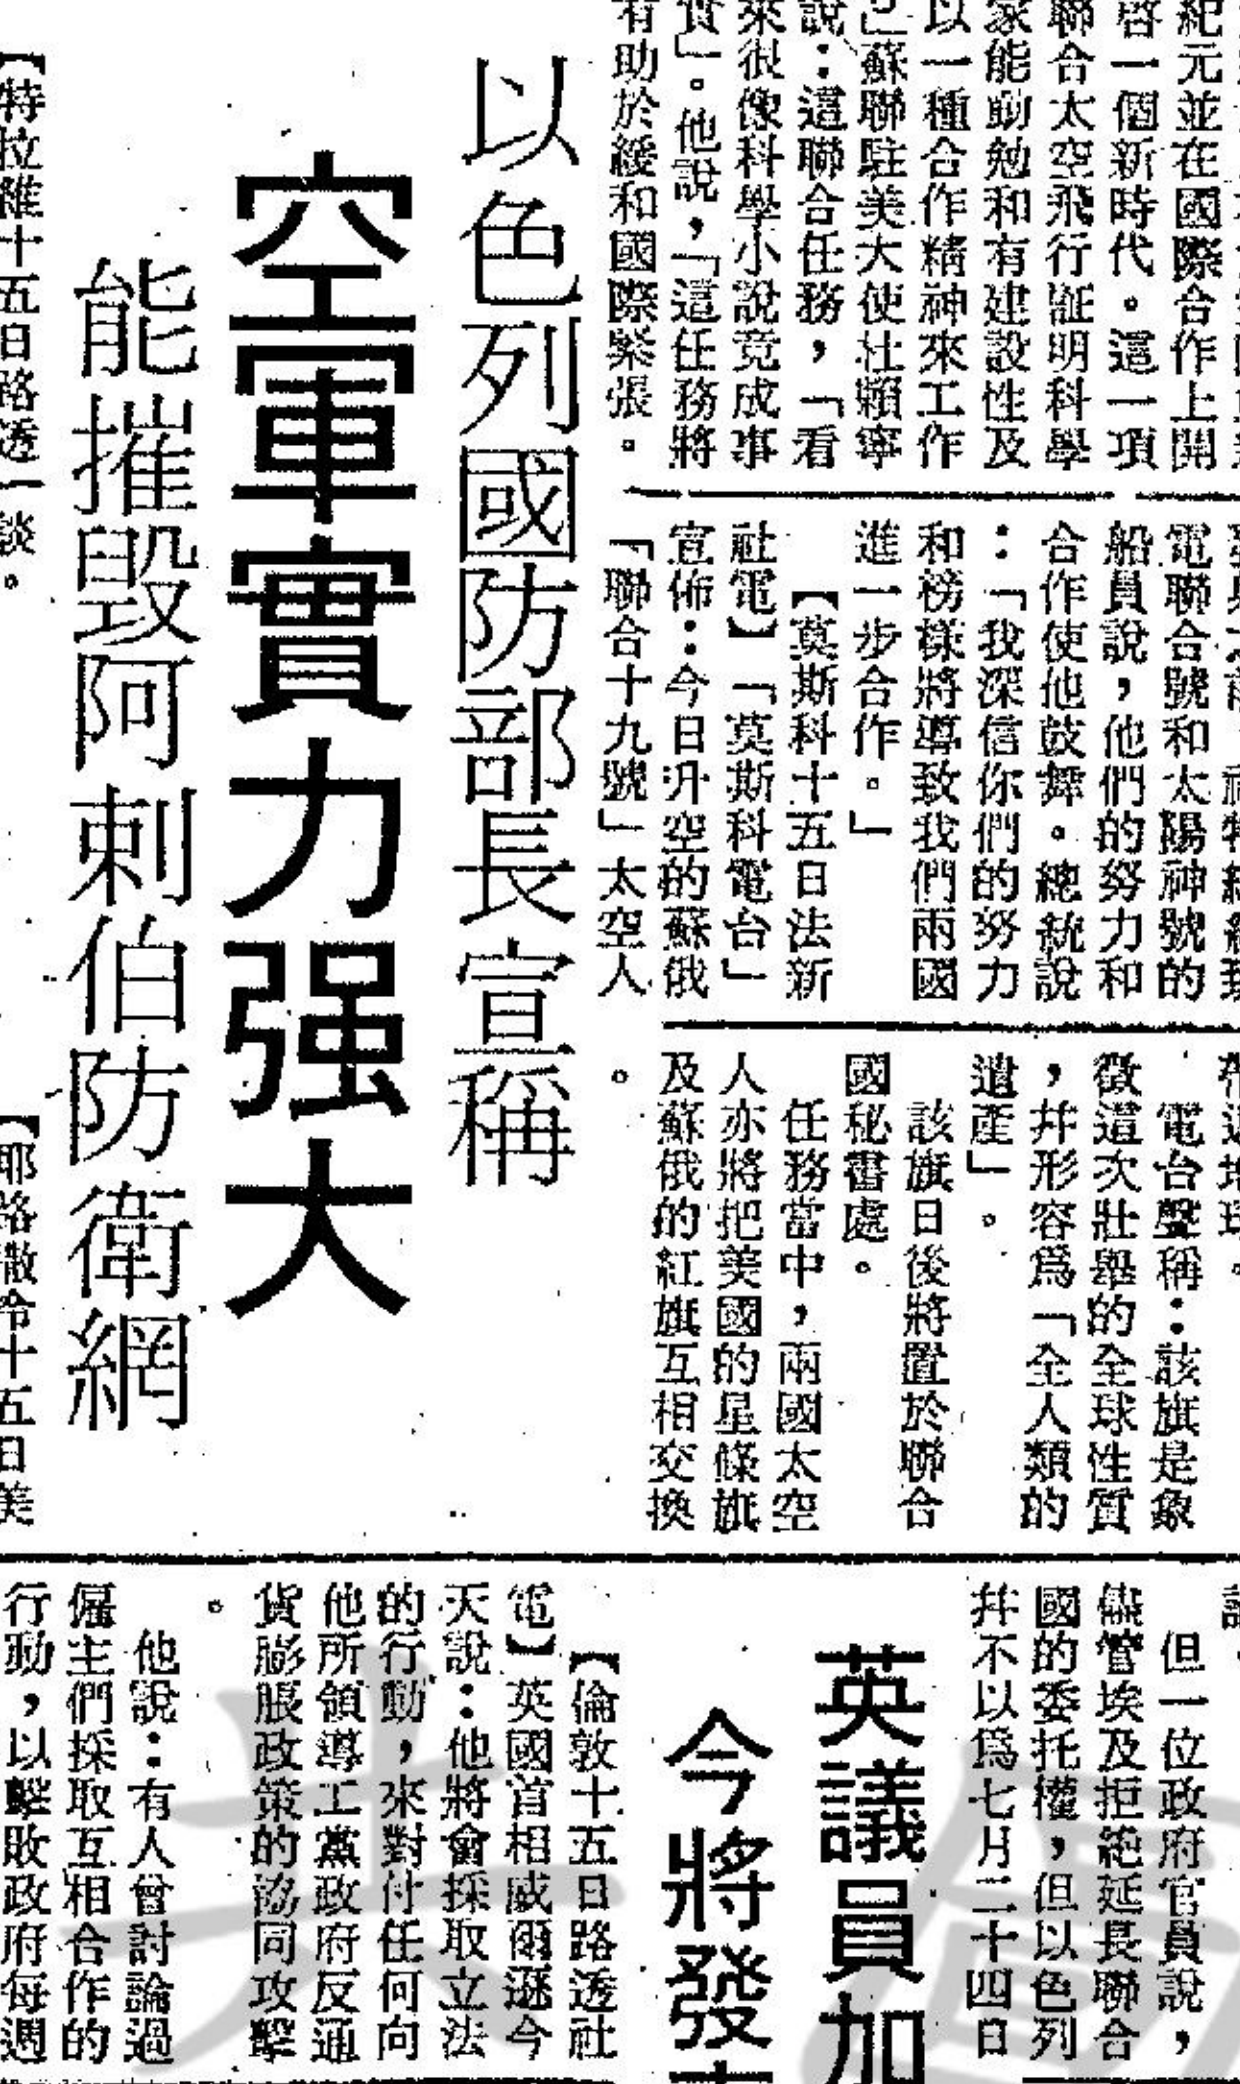 紀元並在國際合作上開
啓一個新時代。這一項
聯合太空飛行証明科學
家能勭勉和有建設性及
以一種合作精神來工作
」蘇聯駐美大使杜賴寧
說：這聯合任務，「看
來很像科學小說竟成事
實」。他說，「這任務將
有助於緩和國際緊張。
電聯合號和太陽神號的
船員說，他們的努力和
合作使他鼓舞。總統說
：「我深信你們的努力
和榜樣將導致我們兩國
進一步合作。」
【莫斯科十五日法新
社電】「莫斯科電台」
宣佈：今日升空的蘇俄
「聯合十九號」太空人
電台聲稱：該旗是象
徵這次壯舉的全球性質
，幷形容爲「全人類的
遺產」。
該旗日後將置於聯合
國秘書處。
任務當中，兩國太空
人亦將把美國的星條旗
及蘇俄的紅旗互相交換
。
以色列國防部長宣稱
空軍實力强大
能摧毀阿剌伯防衛網
【特拉維十五日路透一談。
【耶路撒冷十五日美
但一位政府官員說，
儘管埃及拒絶延長聯合
國的委托權，但以色列
幷不以爲七月二十四日
英議員加
今將發
【倫敦十五日路透社
電】英國首相威爾遜今
天說：他將會採取立法
的行動，來對付任何向
他所領導工黨政府反通
貨膨脹政策的協同攻擊
。
他說：有人曾討論過
僱主們採取互相合作的
行動，以擊敗政府每週